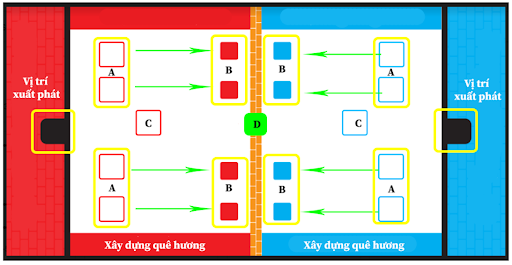 Vị trí
xuất phát
A
B
B
A
Vị trí
xuất phát
C
D
C
A
B
B
A
Xây dựng quê hương
Xây dựng quê hương